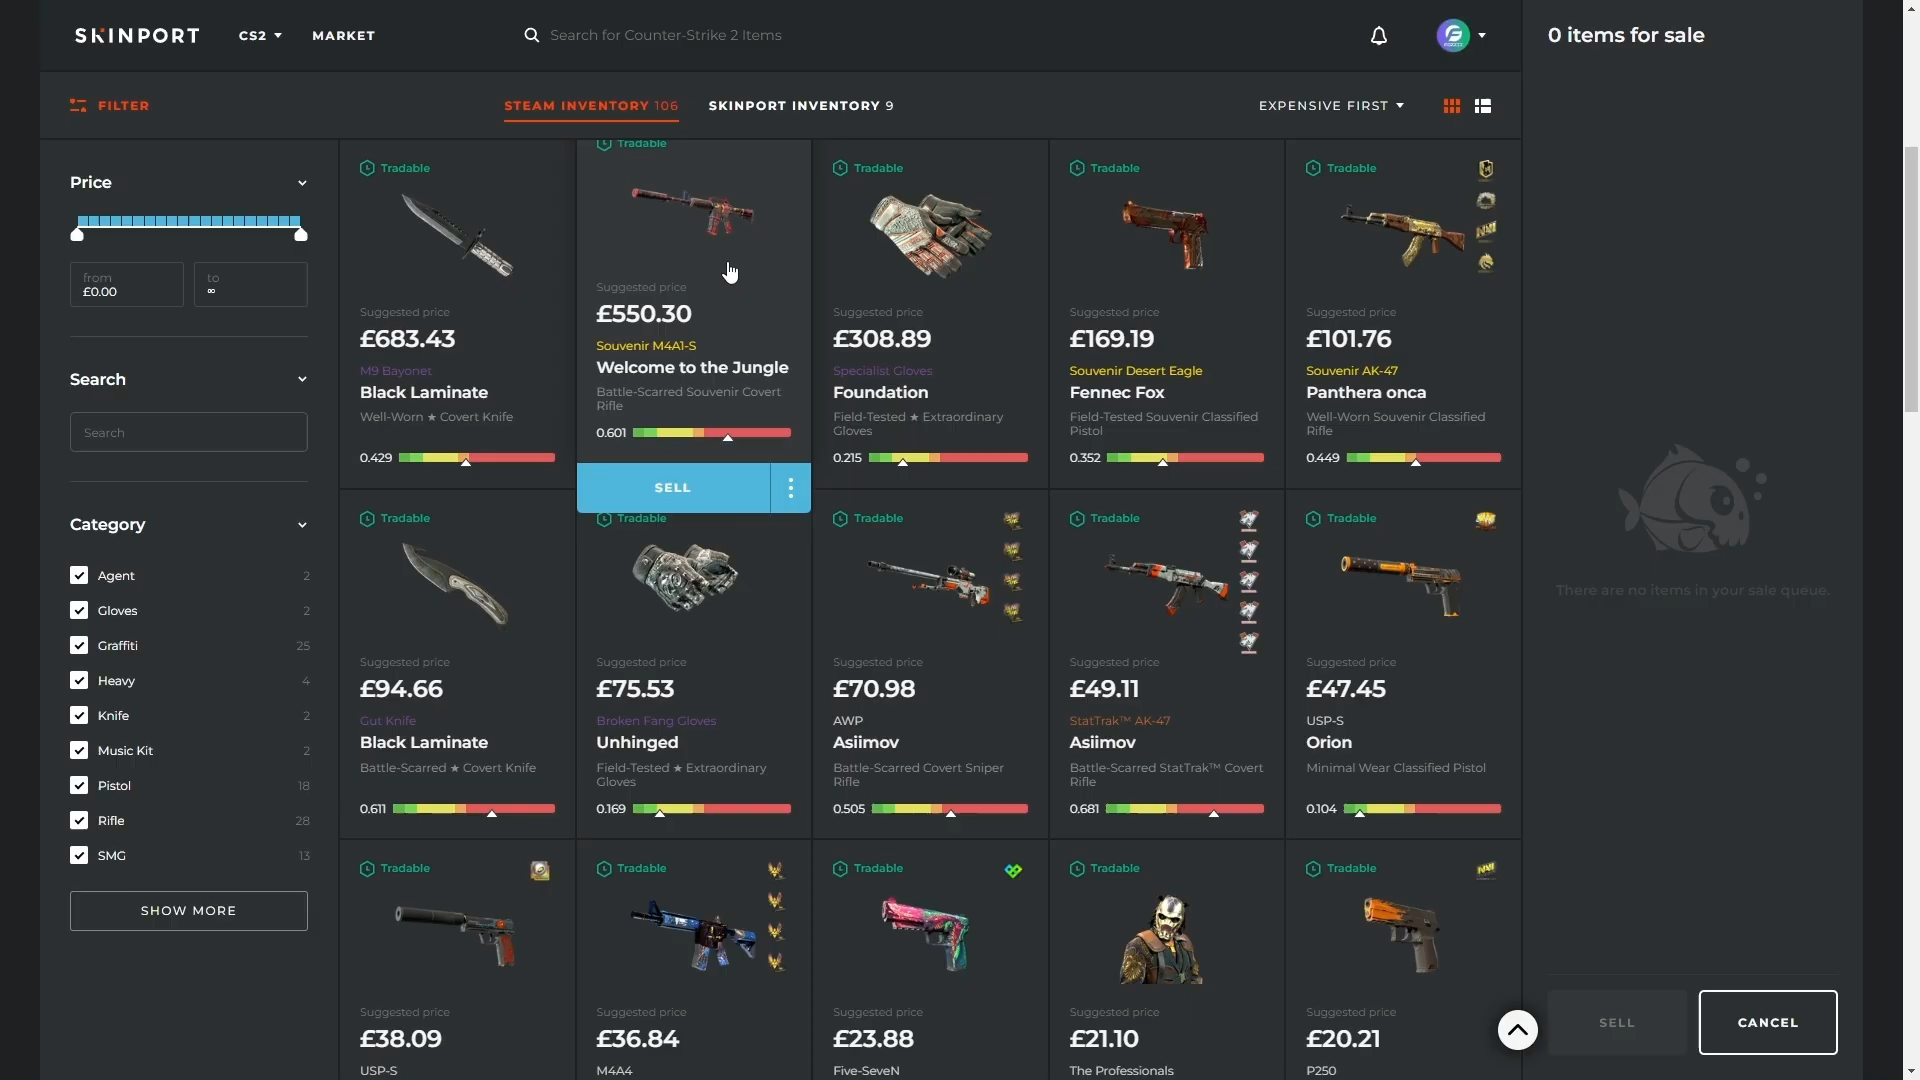 SKINPORT
CS2
MARKET
Search for Counter-Strike 2 Items
0 items for sale
FILTER
STEAM INVENTORY 106
SKINPORT INVENTORY 9
EXPENSIVE FIRST
Price
from
£0.00
to
∞
Search
Search
Category
Agent 2
Gloves 2
Graffiti 25
Heavy 4
Knife 2
Music Kit 2
Pistol 18
Rifle 28
SMG 13
SHOW MORE
Tradable
Suggested price
£683.43
M9 Bayonet
Black Laminate
Well-Worn ★ Covert Knife
0.429
Tradable
Suggested price
£550.30
Souvenir M4A1-S
Welcome to the Jungle
Battle-Scarred Souvenir Covert
Rifle
0.601
SELL
Tradable
Suggested price
£308.89
Specialist Gloves
Foundation
Field-Tested ★ Extraordinary
Gloves
0.215
Tradable
Suggested price
£169.19
Souvenir Desert Eagle
Fennec Fox
Field-Tested Souvenir Classified
Pistol
0.352
Tradable
Suggested price
£101.76
Souvenir AK-47
Panthera onca
Well-Worn Souvenir Classified
Rifle
0.449
Tradable
Suggested price
£94.66
Gut Knife
Black Laminate
Battle-Scarred ★ Covert Knife
0.611
Tradable
Suggested price
£75.53
Broken Fang Gloves
Unhinged
Field-Tested ★ Extraordinary
Gloves
0.169
Tradable
Suggested price
£70.98
AWP
Asiimov
Battle-Scarred Covert Sniper
Rifle
0.505
Tradable
Suggested price
£49.11
StatTrak™ AK-47
Asiimov
Battle-Scarred StatTrak™ Covert
Rifle
0.681
Tradable
Suggested price
£47.45
USP-S
Orion
Minimal Wear Classified Pistol
0.104
Tradable
Suggested price
£38.09
USP-S
Tradable
Suggested price
£36.84
M4A4
Tradable
Suggested price
£23.88
Five-SeveN
Tradable
Suggested price
£21.10
The Professionals
Tradable
Suggested price
£20.21
P250
There are no items in your sale queue.
SELL
CANCEL